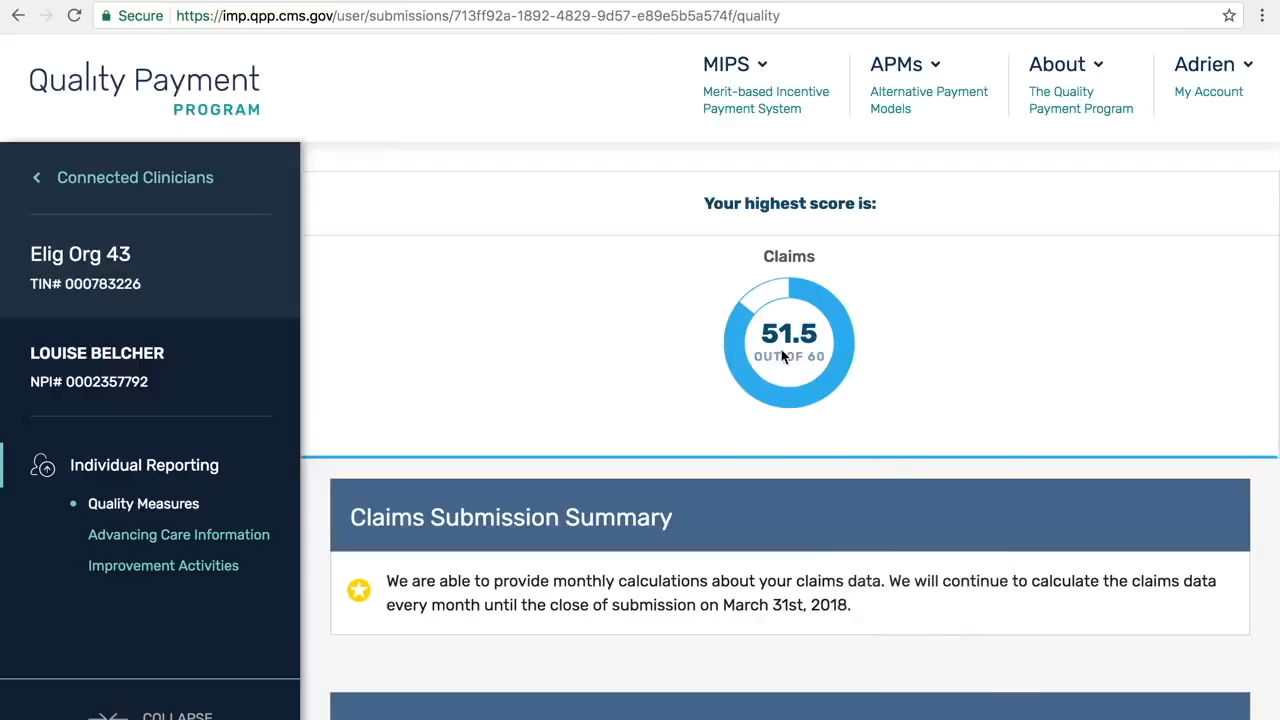 Secure https://imp.qpp.cms.gov/user/submissions/713ff92a-1892-4829-9d57-e89e5b5a574f/quality
Quality Payment
PROGRAM
MIPS
Merit-based Incentive
Payment System
APMs
Alternative Payment
Models
About
The Quality
Payment Program
Adrien
My Account
Connected Clinicians
Elig Org 43
TIN# 000783226
LOUISE BELCHER
NPI# 0002357792
Individual Reporting
Quality Measures
Advancing Care Information
Improvement Activities
COLLAPSE
Your highest score is:
Claims
51.5
OUT OF 60
Claims Submission Summary
We are able to provide monthly calculations about your claims data. We will continue to calculate the claims data
every month until the close of submission on March 31st, 2018.